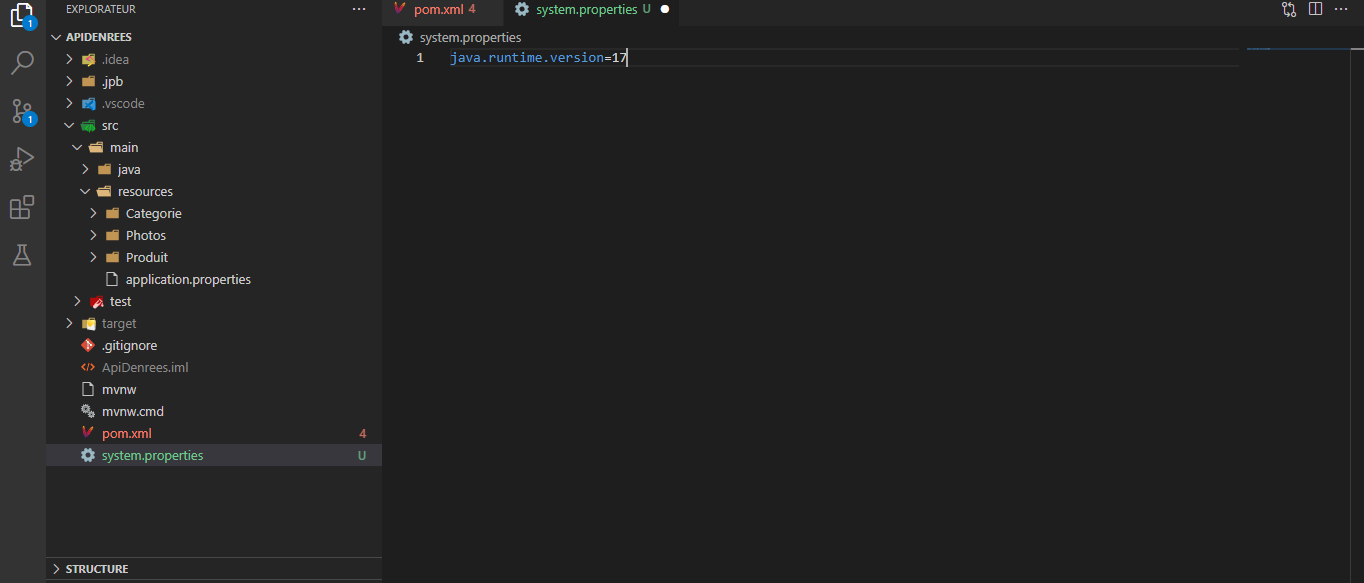 EXPLORATEUR
APIDENREES
.idea
.jpb
.vscode
src
main
java
resources
Categorie
Photos
Produit
application.properties
test
target
.gitignore
ApiDenrees.iml
mvnw
mvnw.cmd
pom.xml 4
system.properties U
STRUCTURE
1
1
pom.xml 4
system.properties U
system.properties
1 java.runtime.version=17